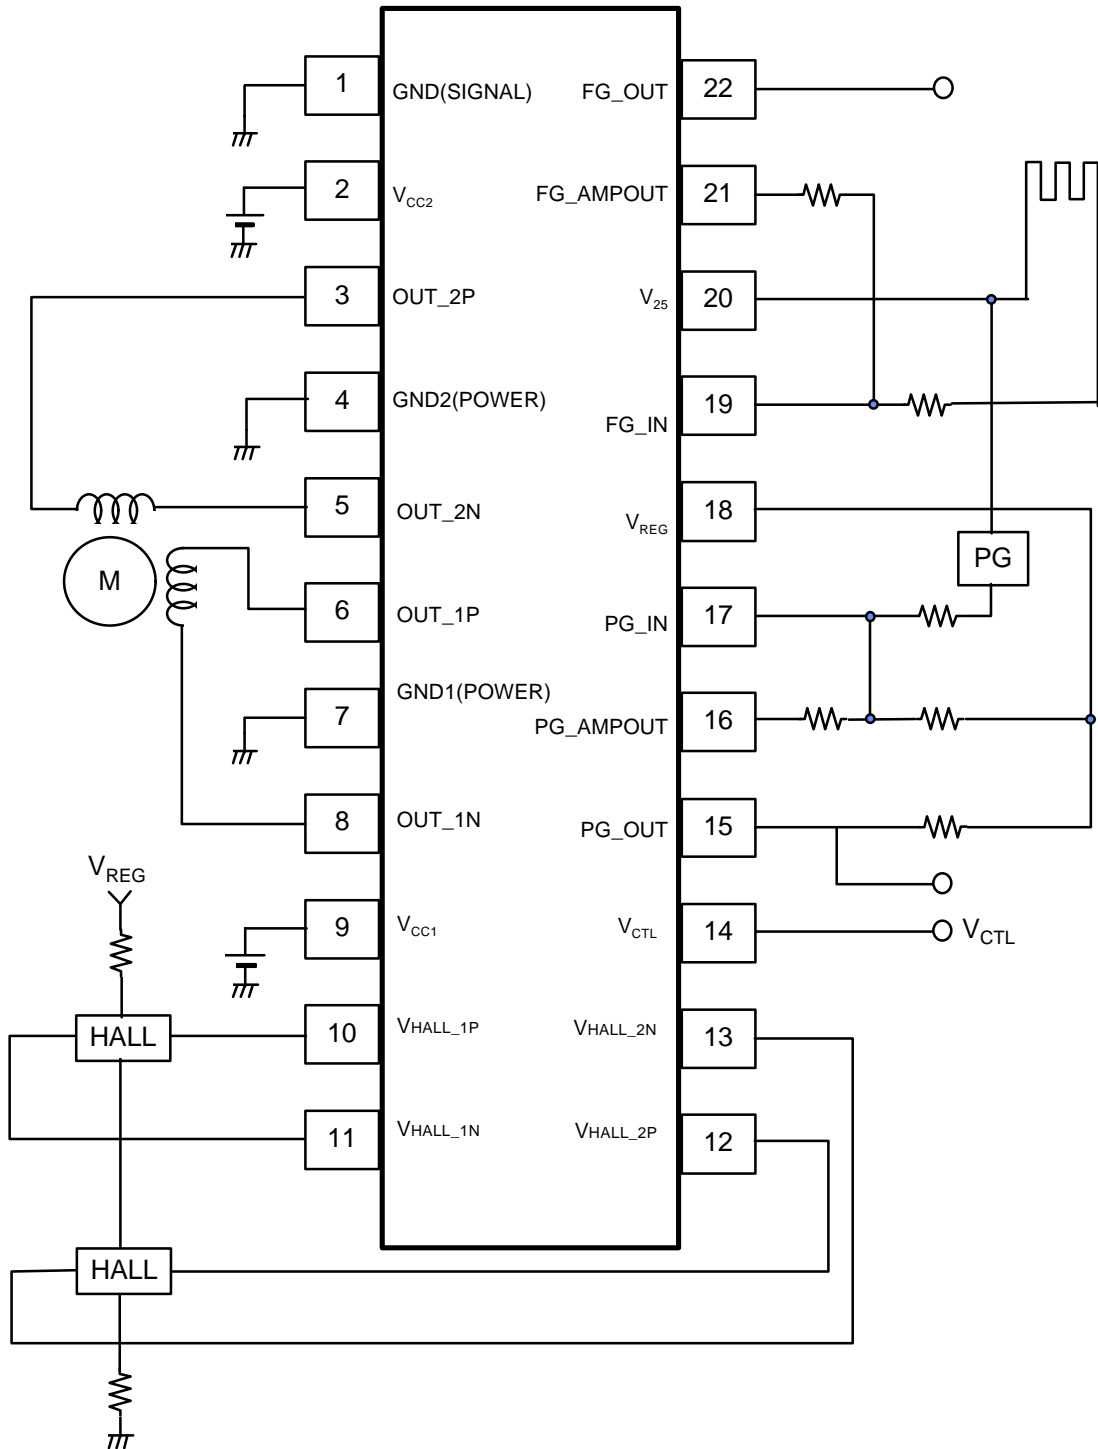 1 GND(SIGNAL) FG_OUT 22
2 VCC2 FG_AMPOUT 21
3 OUT_2P V25 20
4 GND2(POWER) FG_IN 19
5 OUT_2N VREG 18
M PG
6 OUT_1P PG_IN 17
7 GND1(POWER) PG_AMPOUT 16
8 OUT_1N PG_OUT 15
VREG
9 VCC1 VCTL 14 VCTL
HALL 10 VHALL_1P VHALL_2N 13
11 VHALL_1N VHALL_2P 12
HALL